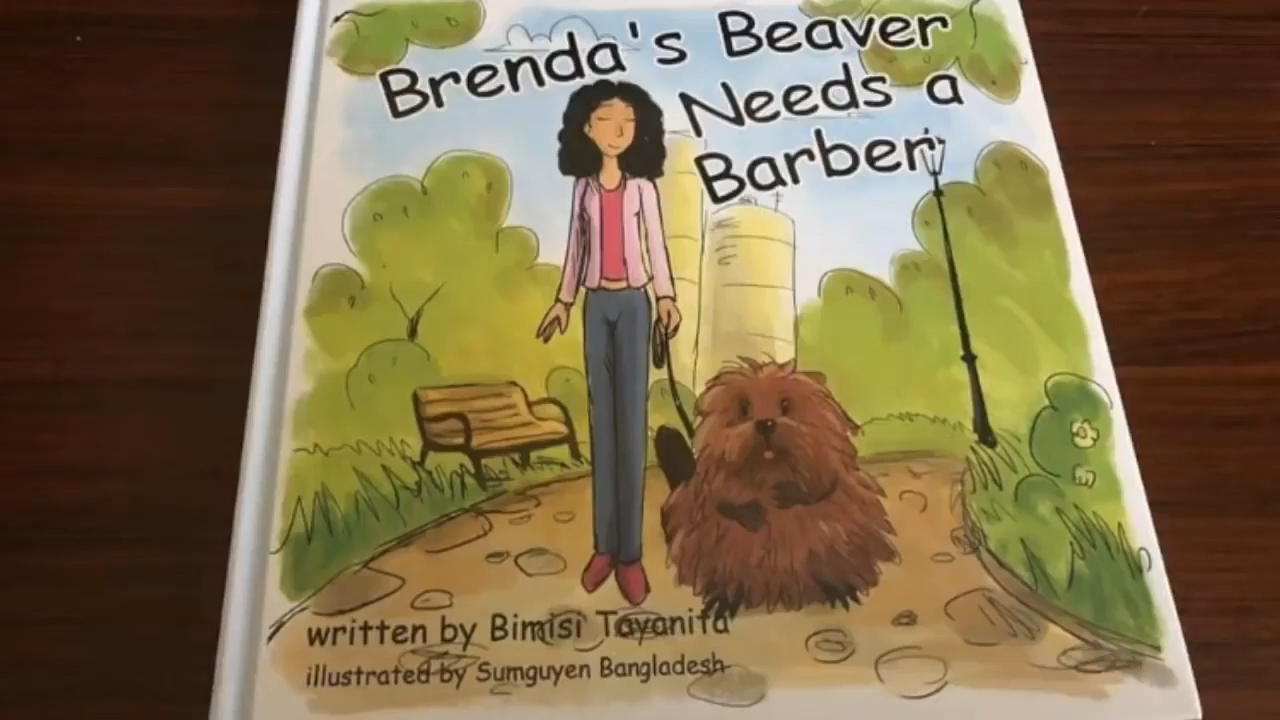 Brenda's Beaver
Needs a
Barber
written by Bimisi Tayanita
illustrated by Sumguyen Bangladesh